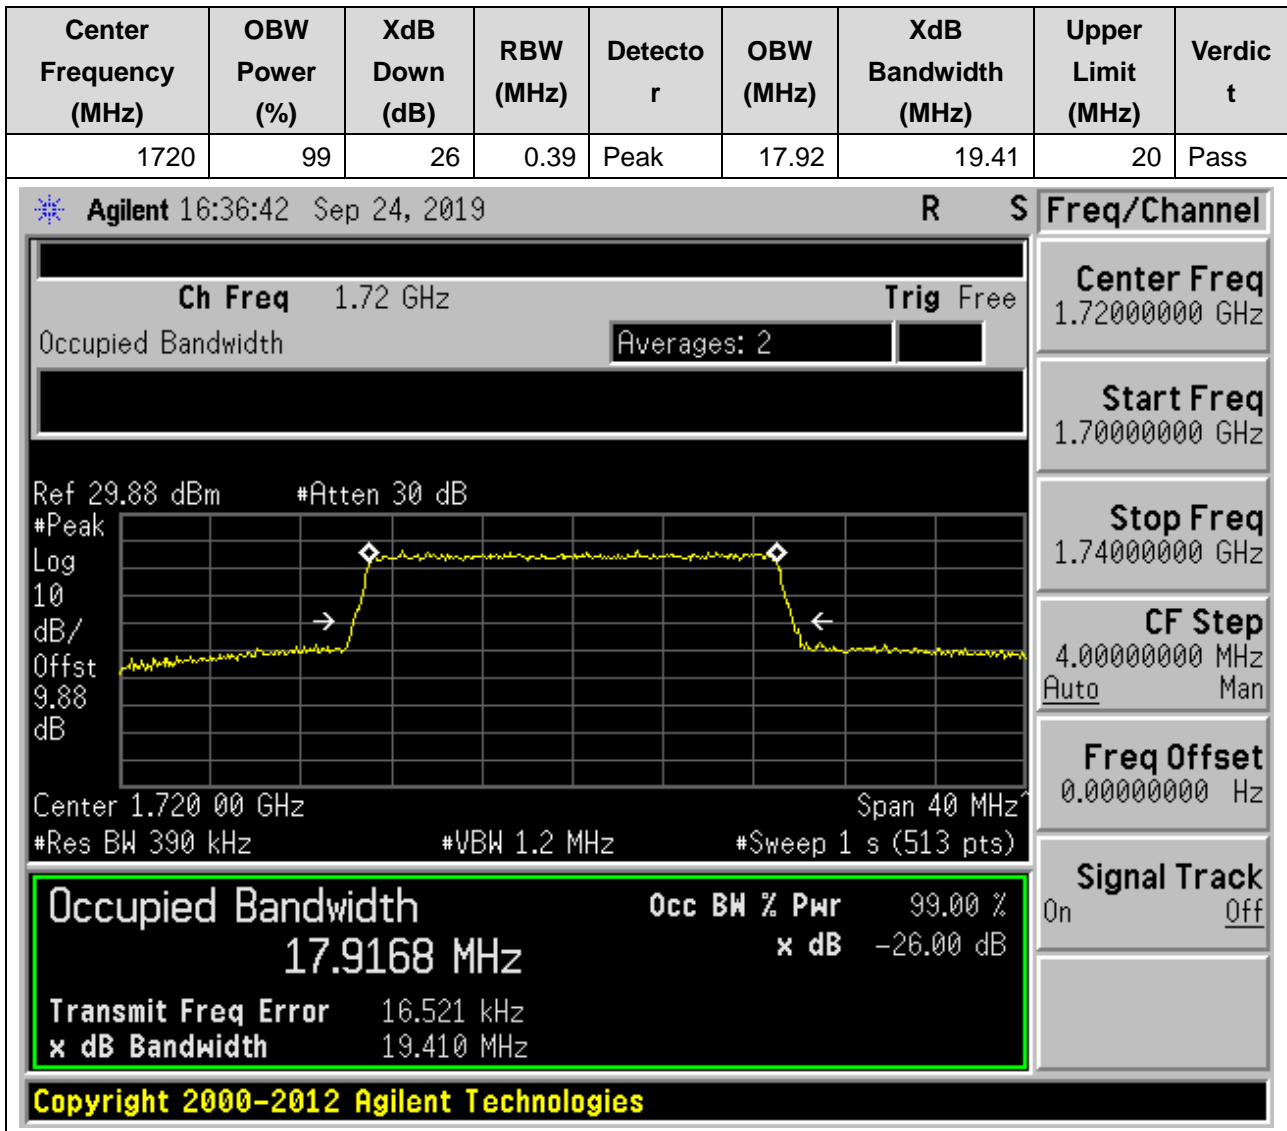 Center Frequency (MHz) OBW Power (%) XdB Down (dB) RBW (MHz) Detector OBW (MHz) XdB Bandwidth (MHz) Upper Limit (MHz) Verdict
1720 99 26 0.39 Peak 17.92 19.41 20 Pass
Agilent 16:36:42 Sep 24, 2019 R S Freq/Channel
Ch Freq 1.72 GHz Trig Free
Occupied Bandwidth Averages: 2
Center Freq
1.72000000 GHz
Start Freq
1.70000000 GHz
Stop Freq
1.74000000 GHz
CF Step
4.00000000 MHz
Auto Man
Freq Offset
0.00000000 Hz
Signal Track
On Off
Ref 29.88 dBm #Atten 30 dB
#Peak
Log
10
dB/
Offst
9.88
dB
Center 1.720 00 GHz Span 40 MHz^
#Res BW 390 kHz #VBW 1.2 MHz #Sweep 1 s (513 pts)
Occupied Bandwidth Occ BW % Pwr 99.00 %
17.9168 MHz x dB -26.00 dB
Transmit Freq Error 16.521 kHz
x dB Bandwidth 19.410 MHz
Copyright 2000-2012 Agilent Technologies